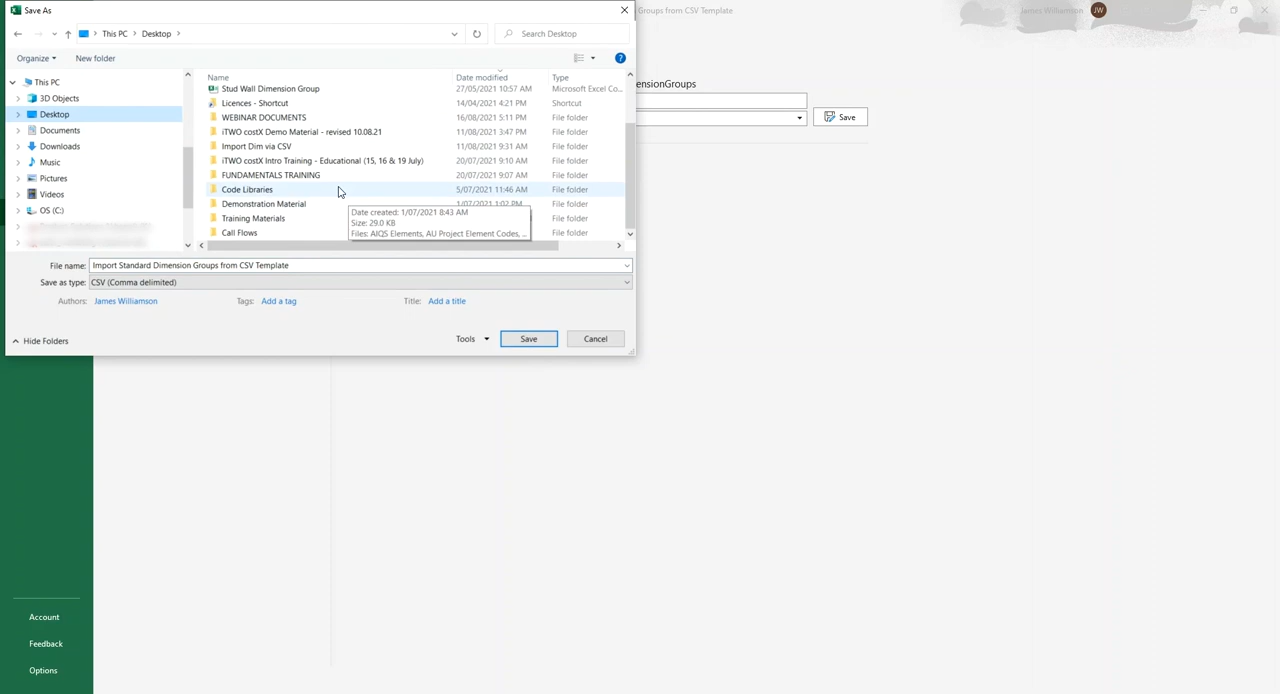 Save As
Groups from CSV Template
James Williamson
JW
This PC
Desktop
Search Desktop
Organize
New folder
?
ensionGroups
Save
Name
Date modified
Type
This PC
3D Objects
Desktop
Documents
Downloads
Music
Pictures
Videos
OS (C:)
Stud Wall Dimension Group 27/05/2021 10:57 AM Microsoft Excel Co...
Licences - Shortcut 14/04/2021 4:21 PM Shortcut
WEBINAR DOCUMENTS 16/08/2021 5:11 PM File folder
iTWO costX Demo Material - revised 10.08.21 11/08/2021 3:47 PM File folder
Import Dim via CSV 11/08/2021 9:31 AM File folder
iTWO costX Intro Training - Educational (15, 16 & 19 July) 20/07/2021 9:10 AM File folder
FUNDAMENTALS TRAINING 20/07/2021 9:07 AM File folder
Code Libraries 5/07/2021 11:46 AM File folder
Demonstration Material 1/07/2021 1:02 PM File folder
Training Materials File folder
Call Flows File folder
Date created: 1/07/2021 8:43 AM
Size: 29.0 KB
Files: AIQS Elements, AU Project Element Codes, ...
File name: Import Standard Dimension Groups from CSV Template
Save as type: CSV (Comma delimited)
Authors: James Williamson
Tags: Add a tag
Title: Add a title
Hide Folders
Tools
Save
Cancel
Account
Feedback
Options